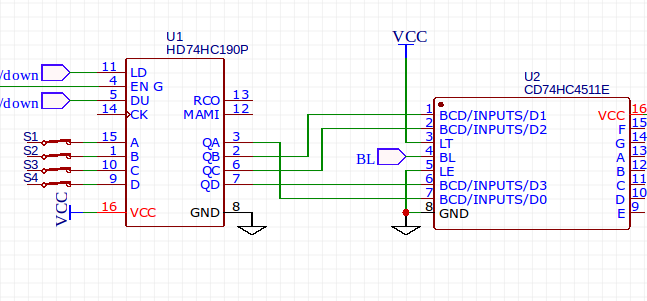 VCC
U1
HD74HC190P
U2
CD74HC4511E
/down
/down
11 LD
4 EN G
5 DU
14 CK
15 A
1 B
10 C
9 D
16 VCC
RCO 13
MAMI 12
QA 3
QB 2
QC 6
QD 7
GND 8
S1
S2
S3
S4
VCC
BL
1 BCD/INPUTS/D1
2 BCD/INPUTS/D2
3 LT
4 BL
5 LE
6 BCD/INPUTS/D3
7 BCD/INPUTS/D0
8 GND
VCC 16
F 15
G 14
A 13
B 12
C 11
D 10
E 9